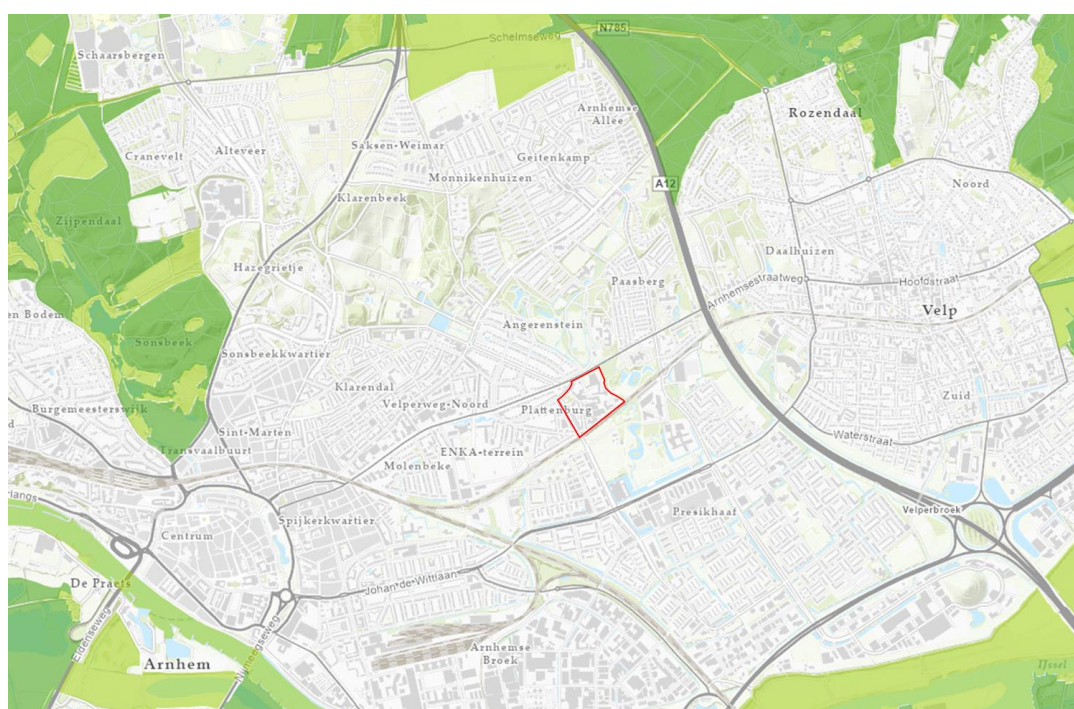 N785
Schelmseweg
Schaarsbergen
Arnhemse
Allee
Rozendaal
Saksen-Weimar
Alteveer
Cranevelt
Geitenkamp
Monnikenhuizen
A12
Noord
Klarenbeek
Zijpendaal
Daalhuizen
Hazegrietje
Paasberg
Hoofdstraat
Arnhemsestraatweg
en Bodem
Angerenstein
Velp
Sonsbeek
Sonsbeekkwartier
Klarendal
Velperweg-Noord
Zuid
Burgemeesterswijk
Plattenburg
d
Sint-Marten
Waterstraat
Transvaalbuurt
ENKA-terrein
Molenbeke
erlangs
Presikhaaf
Velperbroek
Spijkerkwartier
Centrum
De Praets
Johan de Wittlaan
Eldenseweg
Nijmeegseweg
Arnhemse
Broek
Arnhem
IJssel